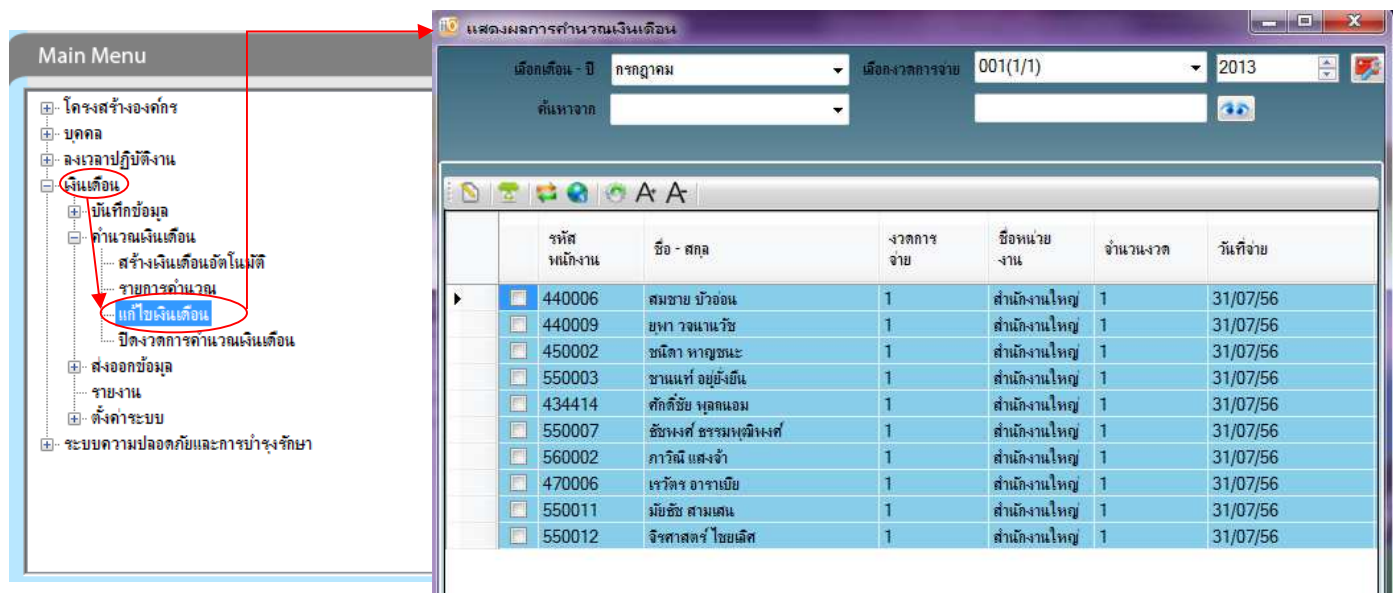 Main Menu
โครงสร้างองค์กร
บุคคล
ลงเวลาปฏิบัติงาน
เงินเดือน
บันทึกข้อมูล
คำนวณเงินเดือน
สร้างเงินเดือนอัตโนมัติ
รายการคำนวณ
แก้ไขเงินเดือน
ปิดงวดการคำนวณเงินเดือน
ส่งออกข้อมูล
รายงาน
ตั้งค่าระบบ
ระบบความปลอดภัยและการบำรุงรักษา
แสดงผลการคำนวณเงินเดือน
เลือกเดือน - ปี กรกฎาคม เลือกงวดการจ่าย 001(1/1) 2013
ค้นหาจาก
A+ A-
รหัสพนักงาน ชื่อ - สกุล งวดการจ่าย ชื่อหน่วยงาน จำนวนงวด วันที่จ่าย
440006 สมชาย บัวอ่อน 1 สำนักงานใหญ่ 1 31/07/56
440009 ยุพา วจนานวัช 1 สำนักงานใหญ่ 1 31/07/56
450002 ชนิดา หาญชนะ 1 สำนักงานใหญ่ 1 31/07/56
550003 ชานนท์ อยู่ยั่งยืน 1 สำนักงานใหญ่ 1 31/07/56
434414 ศักดิ์ชัย พูลถนอม 1 สำนักงานใหญ่ 1 31/07/56
550007 ธัชพงศ์ ธรรมพุฒิพงศ์ 1 สำนักงานใหญ่ 1 31/07/56
560002 ภาวิณี แสงจ้า 1 สำนักงานใหญ่ 1 31/07/56
470006 เรวัตร อาราเบีย 1 สำนักงานใหญ่ 1 31/07/56
550011 มัยธัช สามเสน 1 สำนักงานใหญ่ 1 31/07/56
550012 จิรศาสตร์ ไชยเลิศ 1 สำนักงานใหญ่ 1 31/07/56